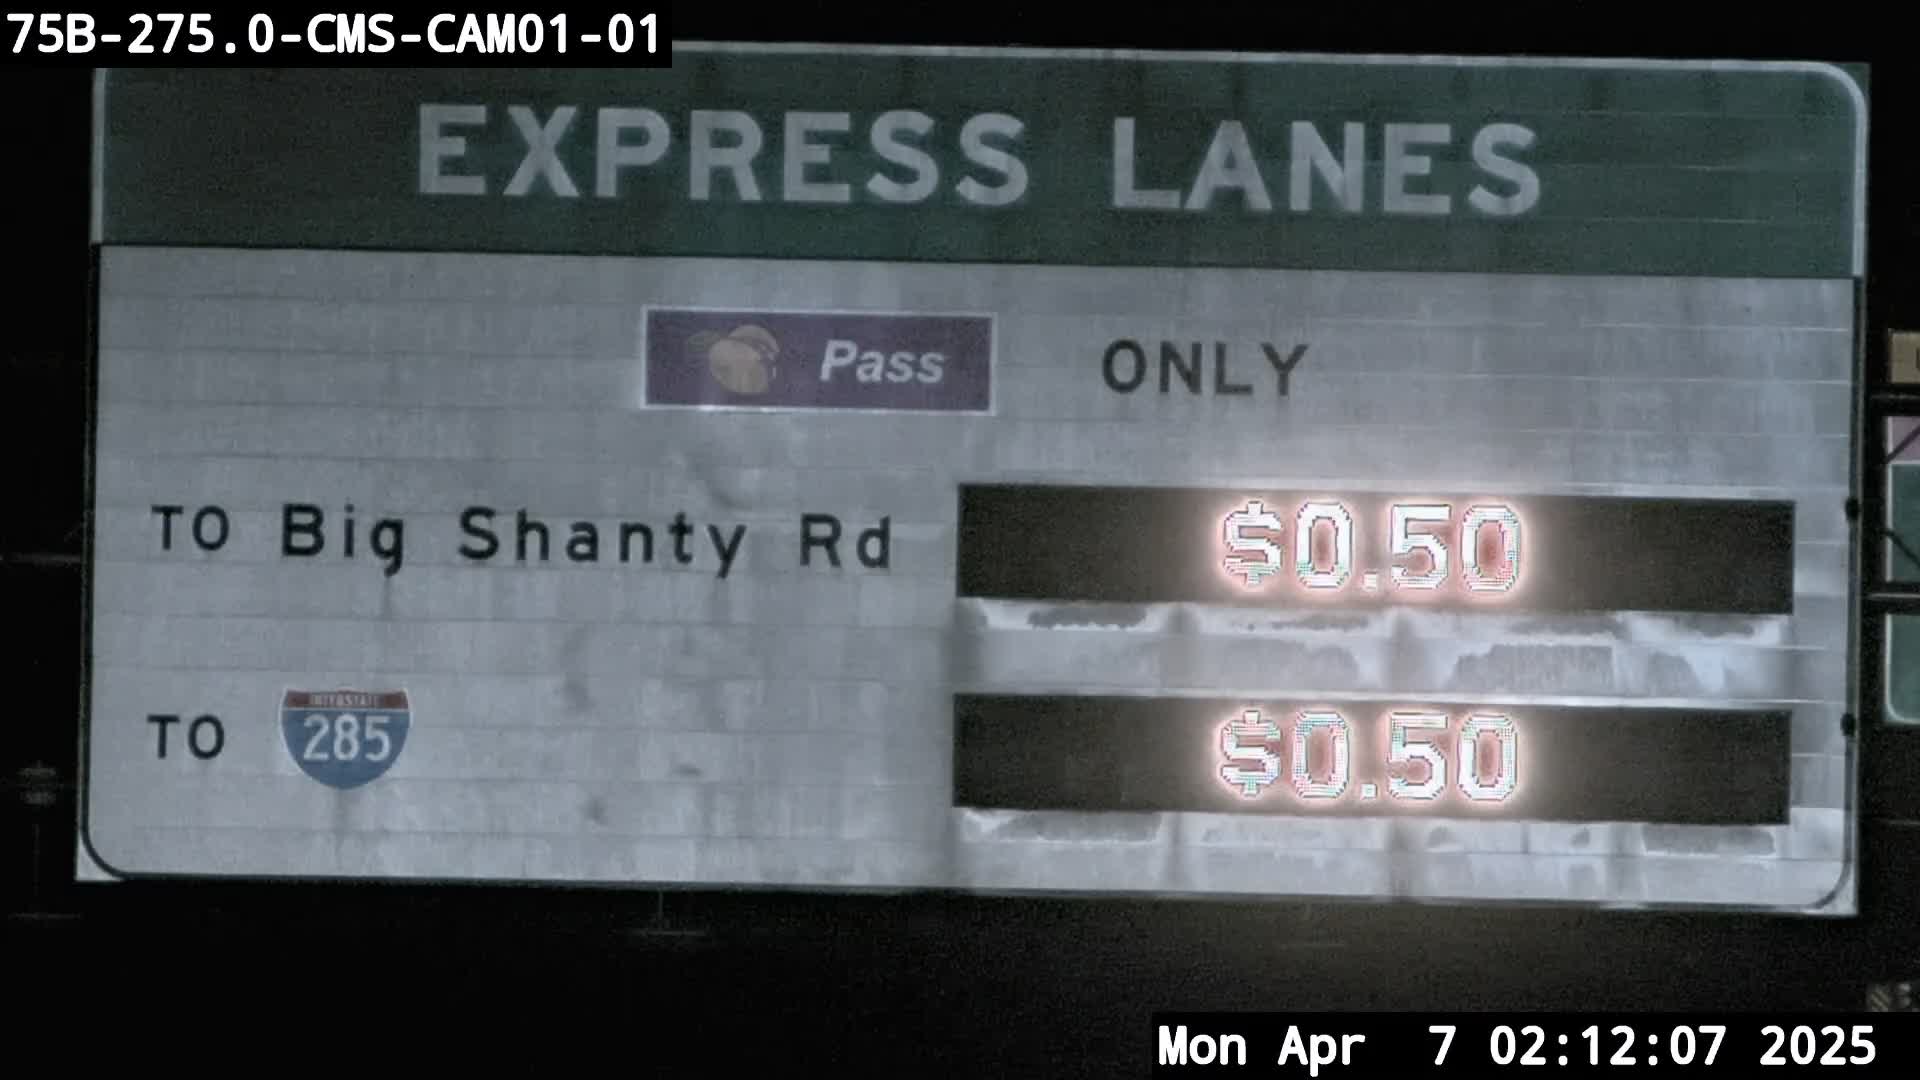 75B-275.0-CMS-CAM01-01
EXPRESS LANES
Pass ONLY
TO Big Shanty Rd $0.50
TO INTERSTATE 285 $0.50
Mon Apr 7 02:12:07 2025